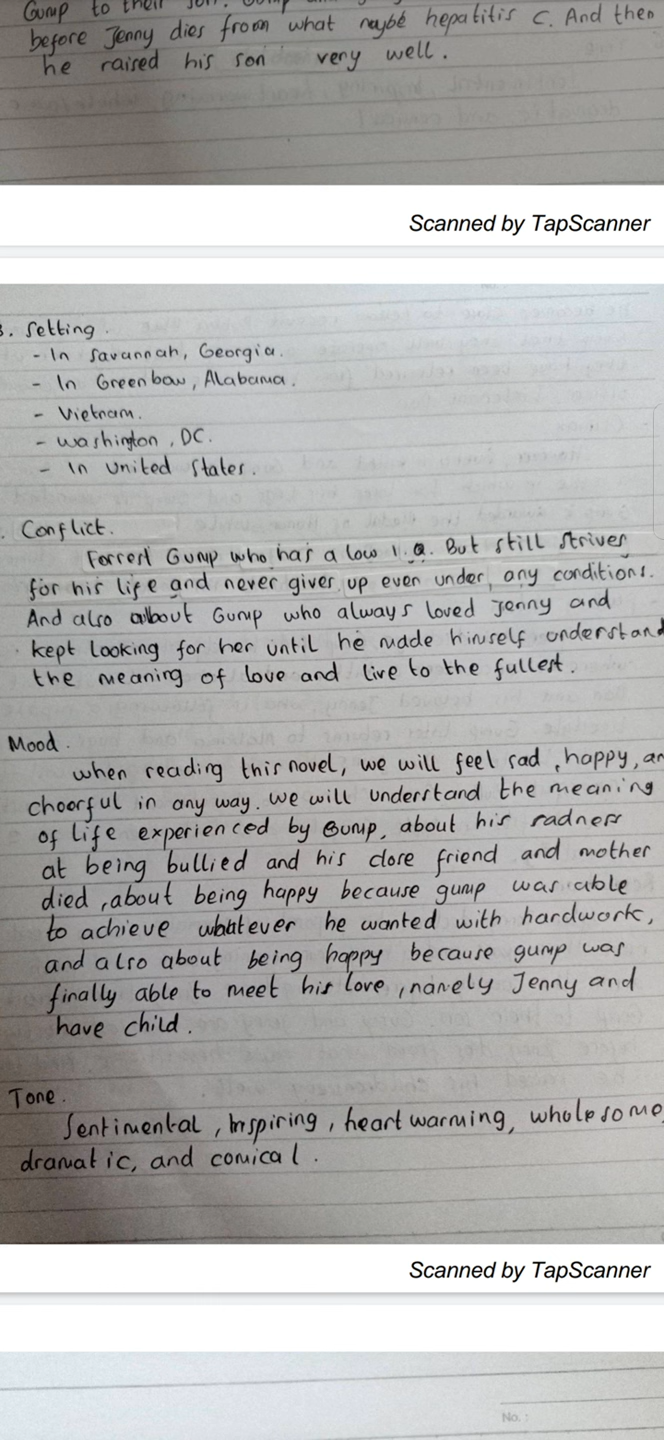 Gump to their son.
before Jenny dies from what maybe hepatitis C. And then
he raised his son very well.
Scanned by TapScanner
3. Setting.
- In Savannah, Georgia.
- In Greenbow, Alabama.
- Vietnam.
- Washington, DC.
- In United States.
. Conflict.
Forrest Gump who has a low I.Q. But still strives
for his life and never gives up even under any conditions.
And also about Gump who always loved Jenny and
kept looking for her until he made himself understand
the meaning of love and live to the fullest.
Mood.
when reading this novel, we will feel sad, happy, an
choorful in any way. We will understand the meaning
of life experienced by Gump, about his sadness
at being bullied and his close friend and mother
died, about being happy because gump was able
to achieve whatever he wanted with hardwork,
and also about being happy because gump was
finally able to meet his love, namely Jenny and
have child.
Tone.
Sentimental, Inspiring, heart warming, wholesome,
dramatic, and comical.
Scanned by TapScanner
No. :